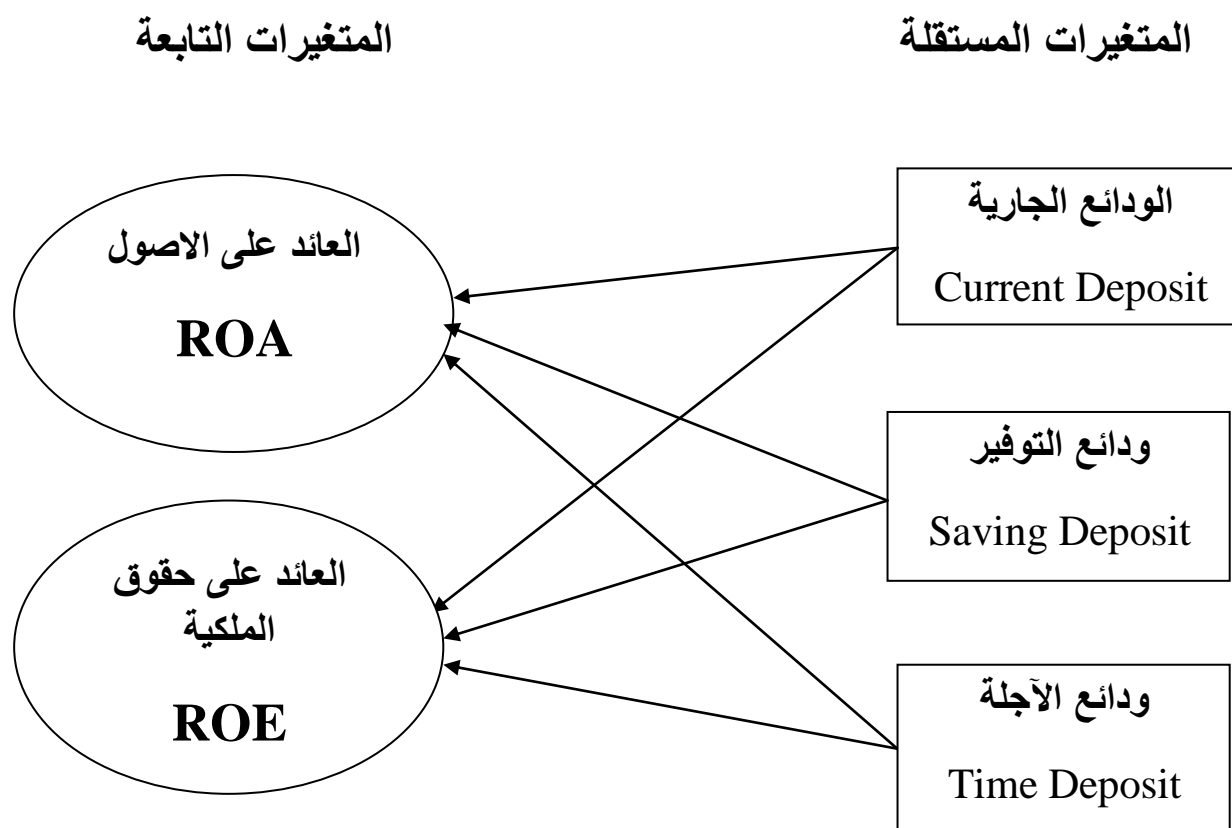 المتغيرات المستقلة
المتغيرات التابعة
الودائع الجارية
Current Deposit
ودائع التوفير
Saving Deposit
ودائع الآجلة
Time Deposit
العائد على الاصول
ROA
العائد على حقوق
الملكية
ROE